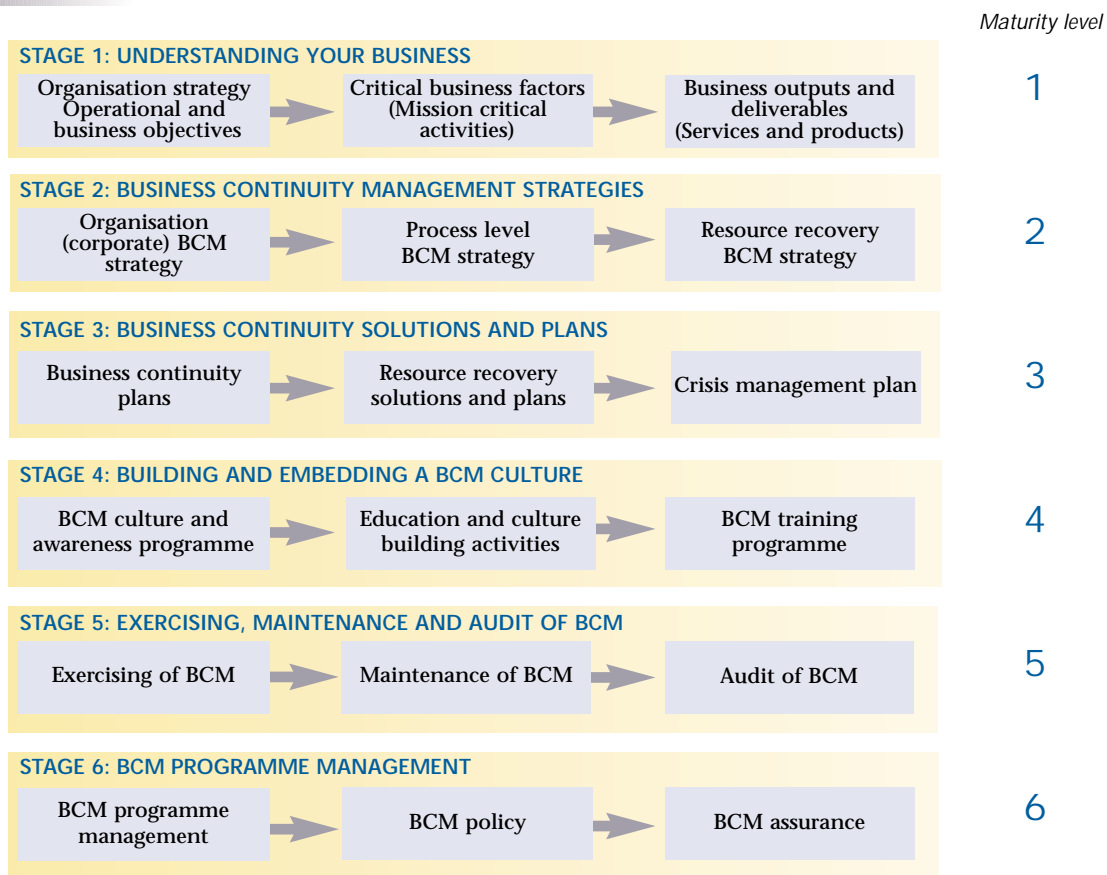 Maturity level
STAGE 1: UNDERSTANDING YOUR BUSINESS
Organisation strategy
Operational and
business objectives
Critical business factors
(Mission critical
activities)
Business outputs and
deliverables
(Services and products)
1
STAGE 2: BUSINESS CONTINUITY MANAGEMENT STRATEGIES
Organisation
(corporate) BCM
strategy
Process level
BCM strategy
Resource recovery
BCM strategy
2
STAGE 3: BUSINESS CONTINUITY SOLUTIONS AND PLANS
Business continuity
plans
Resource recovery
solutions and plans
Crisis management plan
3
STAGE 4: BUILDING AND EMBEDDING A BCM CULTURE
BCM culture and
awareness programme
Education and culture
building activities
BCM training
programme
4
STAGE 5: EXERCISING, MAINTENANCE AND AUDIT OF BCM
Exercising of BCM
Maintenance of BCM
Audit of BCM
5
STAGE 6: BCM PROGRAMME MANAGEMENT
BCM programme
management
BCM policy
BCM assurance
6